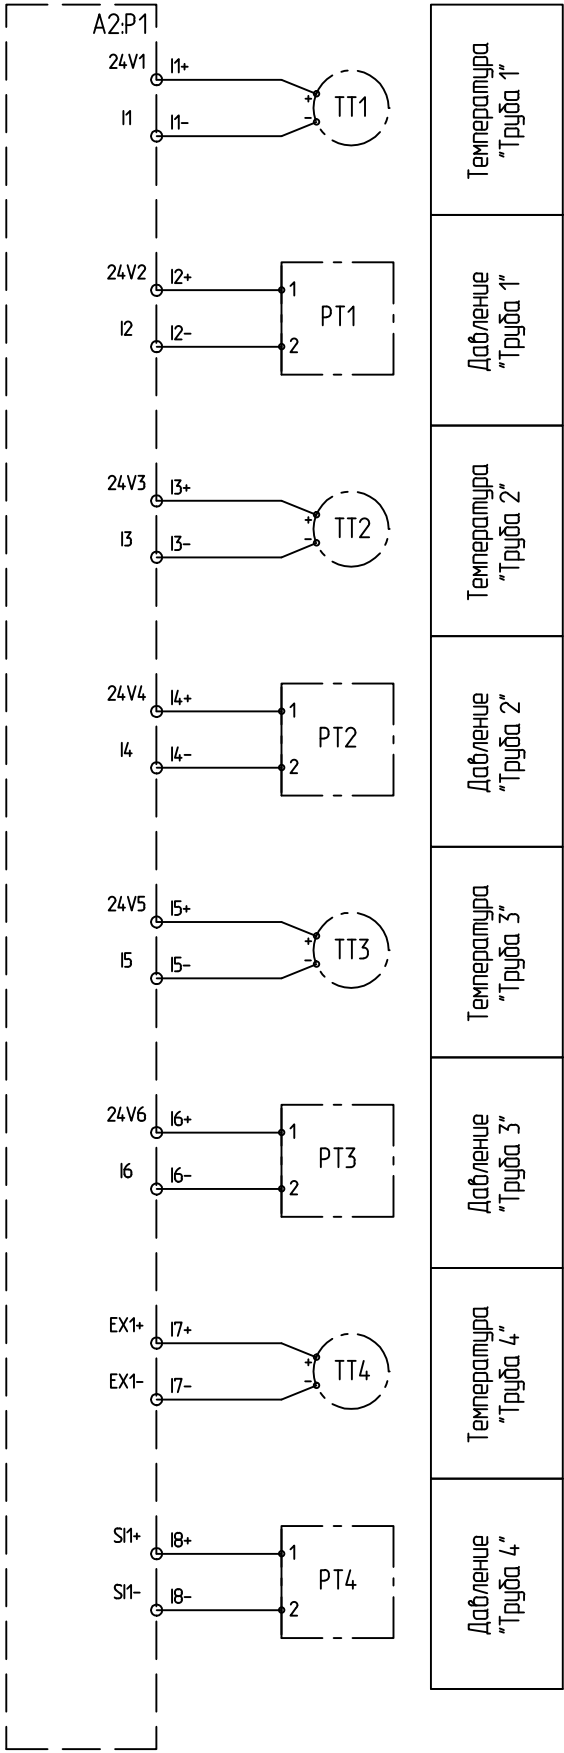 A2:P1
24V1
I1+
I1
I1-
+
-
TT1
Температура
"Труба 1"
24V2
I2+
I2
I2-
1
2
PT1
Давление
"Труба 1"
24V3
I3+
I3
I3-
+
-
TT2
Температура
"Труба 2"
24V4
I4+
I4
I4-
1
2
PT2
Давление
"Труба 2"
24V5
I5+
I5
I5-
+
-
TT3
Температура
"Труба 3"
24V6
I6+
I6
I6-
1
2
PT3
Давление
"Труба 3"
EX1+
I7+
EX1-
I7-
+
-
TT4
Температура
"Труба 4"
SI1+
I8+
SI1-
I8-
1
2
PT4
Давление
"Труба 4"